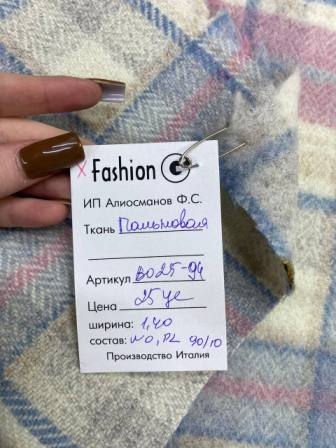 x Fashion
ИП Алиосманов Ф.С.
Ткань Пальтовая
Артикул BO25-94
Цена 25 уе
ширина: 1,40
состав: WO, PL 90/10
Производство Италия